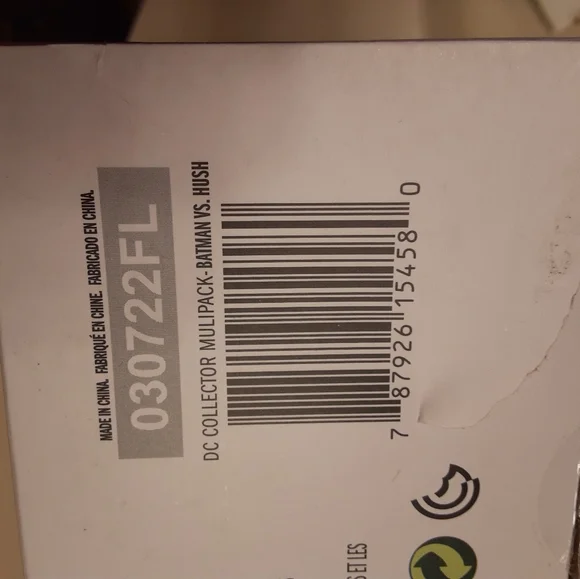 MADE IN CHINA. FABRIQUÉ EN CHINE. FABRICADO EN CHINA.
030722FL
DC COLLECTOR MULIPACK- BATMAN VS. HUSH
7 87926 15458 0
S ET LES